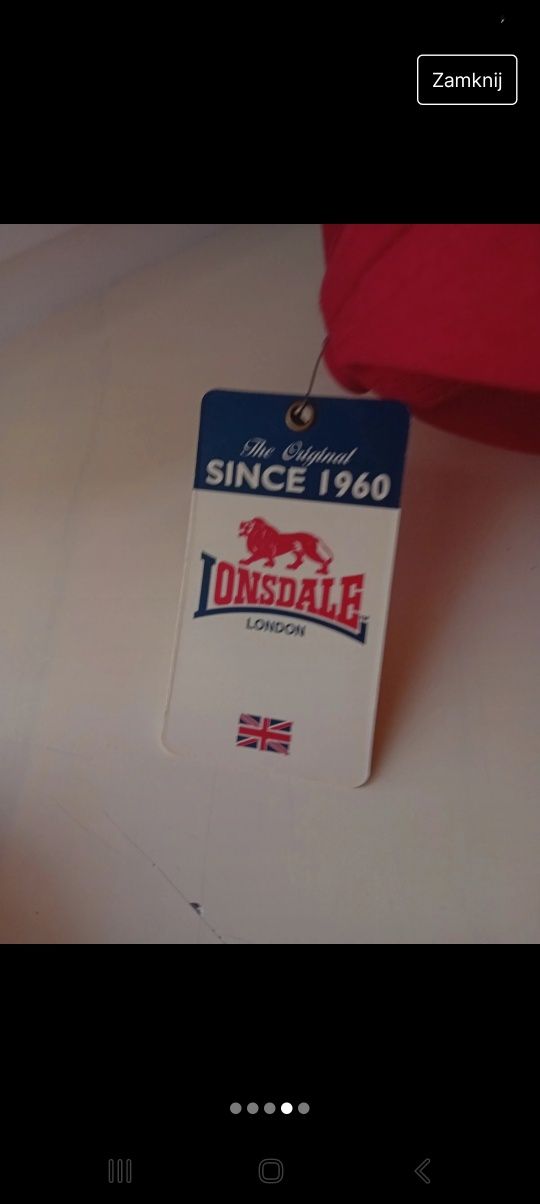 Zamknij
The Original
SINCE 1960
LONSDALE
LONDON